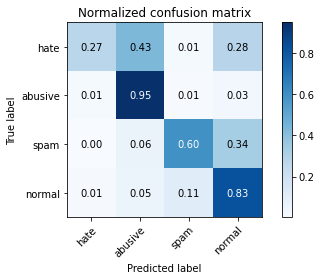 Normalized confusion matrix
True label
hate 0.27 0.43 0.01 0.28
abusive 0.01 0.95 0.01 0.03
spam 0.00 0.06 0.60 0.34
normal 0.01 0.05 0.11 0.83
hate abusive spam normal
Predicted label
0.8
0.6
0.4
0.2